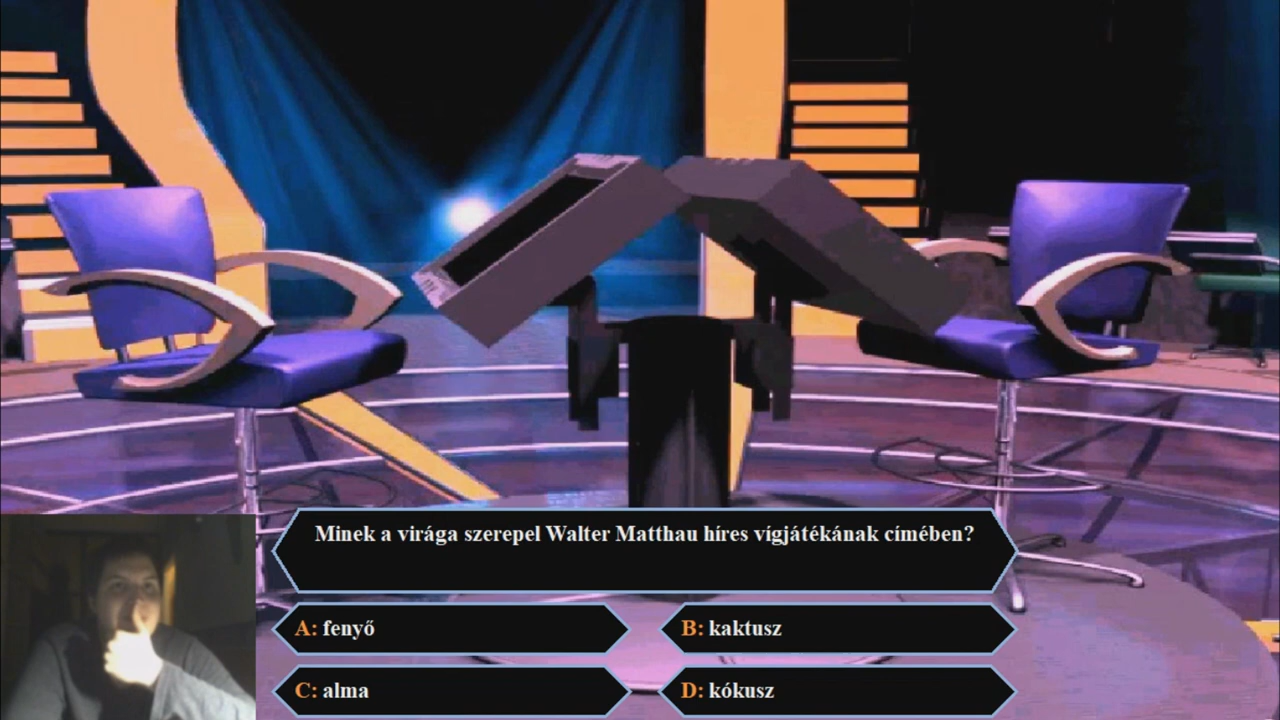 Minek a virága szerepel Walter Matthau híres vígjátékának címében?
A: fenyő
B: kaktusz
C: alma
D: kókusz